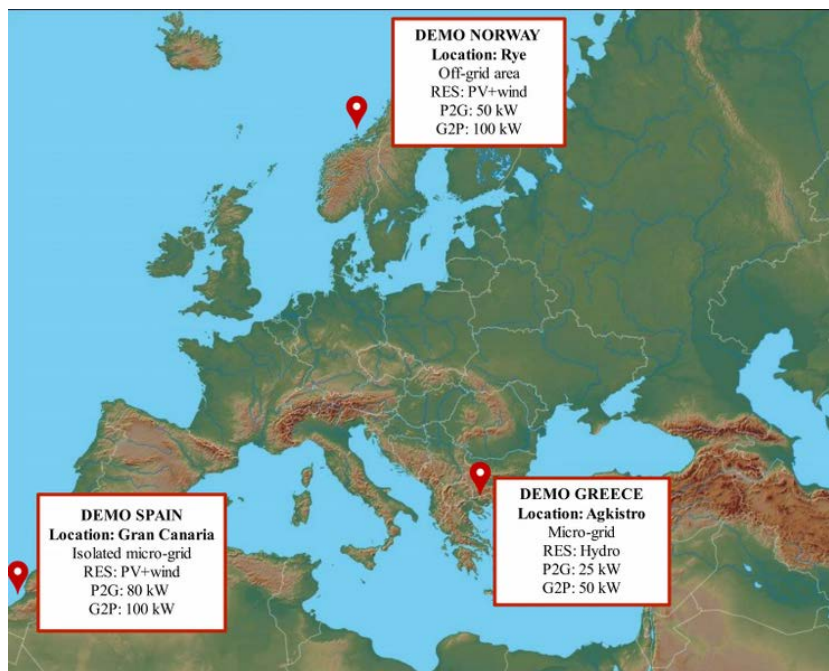 DEMO NORWAY
Location: Rye
Off-grid area
RES: PV+wind
P2G: 50 kW
G2P: 100 kW
DEMO SPAIN
Location: Gran Canaria
Isolated micro-grid
RES: PV+wind
P2G: 80 kW
G2P: 100 kW
DEMO GREECE
Location: Agkistro
Micro-grid
RES: Hydro
P2G: 25 kW
G2P: 50 kW